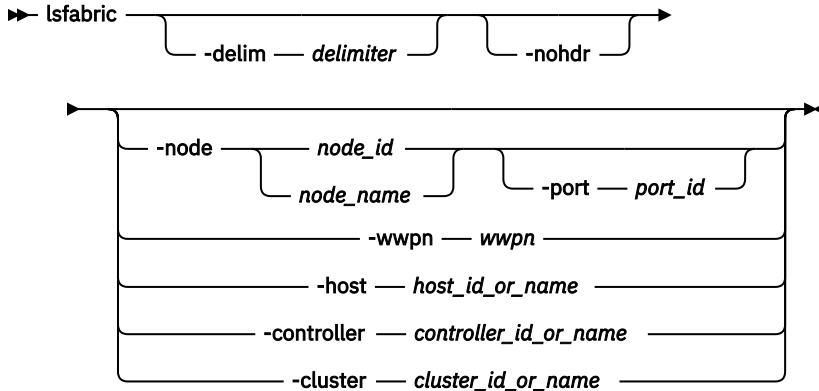 lsfabric
-delim delimiter -nohdr
-node node_id
node_name -port port_id
-wwpn wwpn
-host host_id_or_name
-controller controller_id_or_name
-cluster cluster_id_or_name